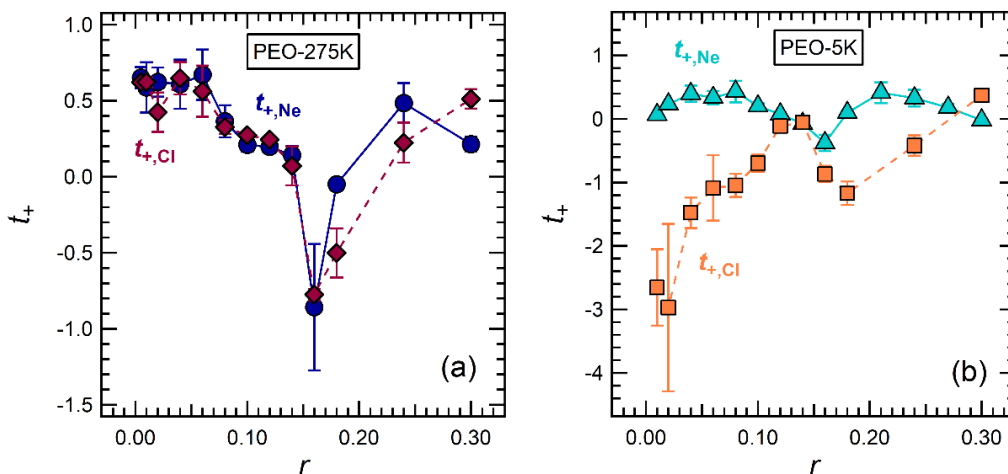 PEO-275K
t+,Ne
t+,Cl
t+
1.0
0.5
0.0
-0.5
-1.0
-1.5
0.00 0.10 0.20 0.30
r
(a)
PEO-5K
t+,Ne
t+,Cl
t+
1
0
-1
-2
-3
-4
0.00 0.10 0.20 0.30
r
(b)